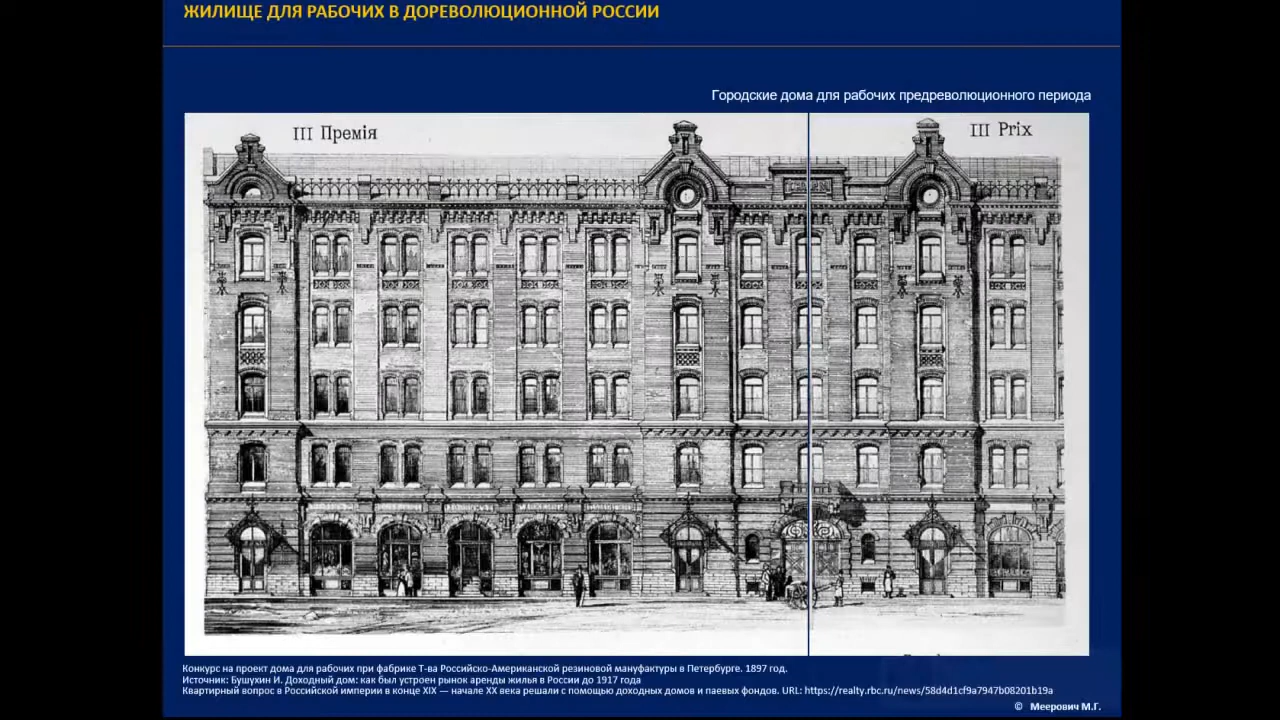 ЖИЛИЩЕ ДЛЯ РАБОЧИХ В ДОРЕВОЛЮЦИОННОЙ РОССИИ
Городские дома для рабочих предреволюционного периода
III Премія
III Prix
Конкурс на проект дома для рабочих при фабрике Т-ва Российско-Американской резиновой мануфактуры в Петербурге. 1897 год.
Источник: Бушухин И. Доходный дом: как был устроен рынок аренды жилья в России до 1917 года
Квартирный вопрос в Российской империи в конце XIX — начале XX века решали с помощью доходных домов и паевых фондов. URL: https://realty.rbc.ru/news/58d4d1cf9a7947b08201b19a
© Меерович М.Г.